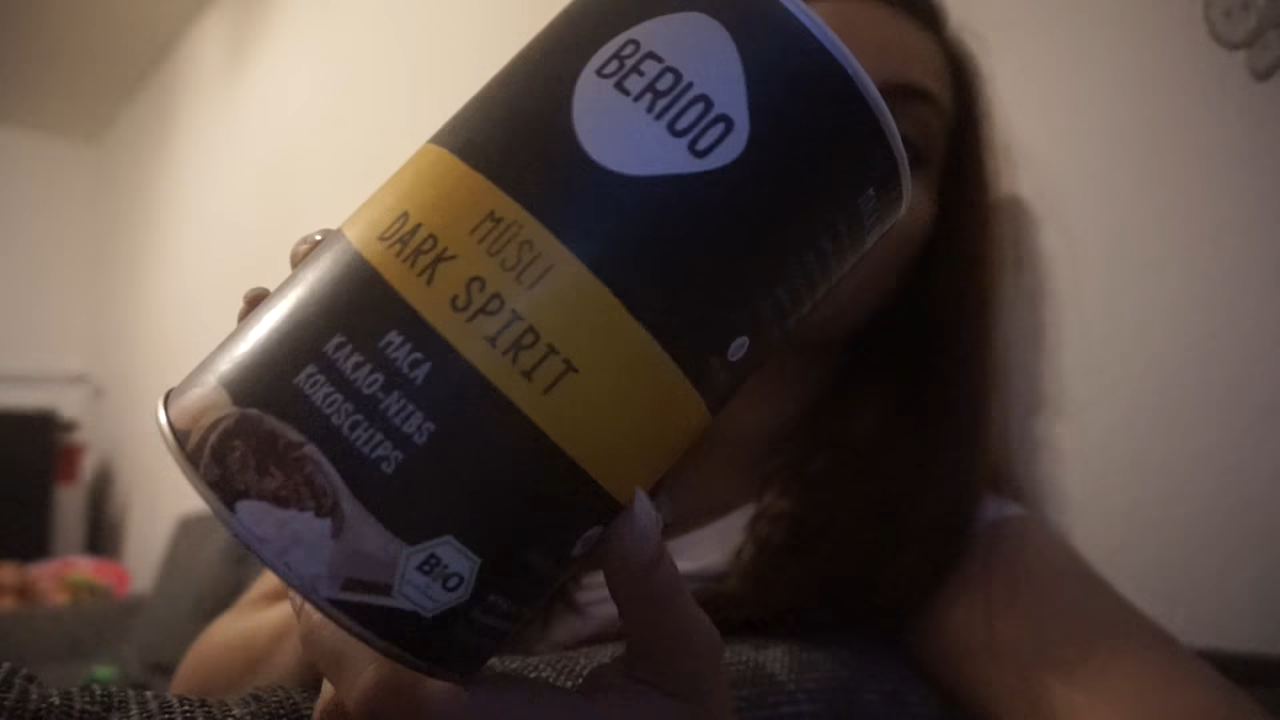 BERIOO
MÜSLI
DARK SPIRIT
MACA
KAKAO-NIBS
KOKOSCHIPS
BIO